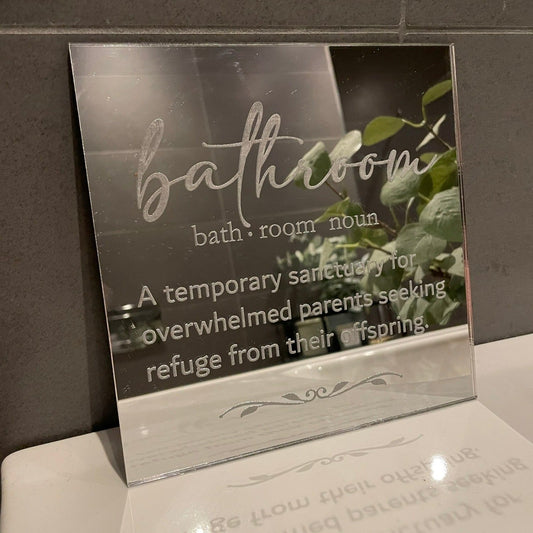 bathroom
bath • room noun
A temporary sanctuary for
overwhelmed parents seeking
refuge from their offspring.